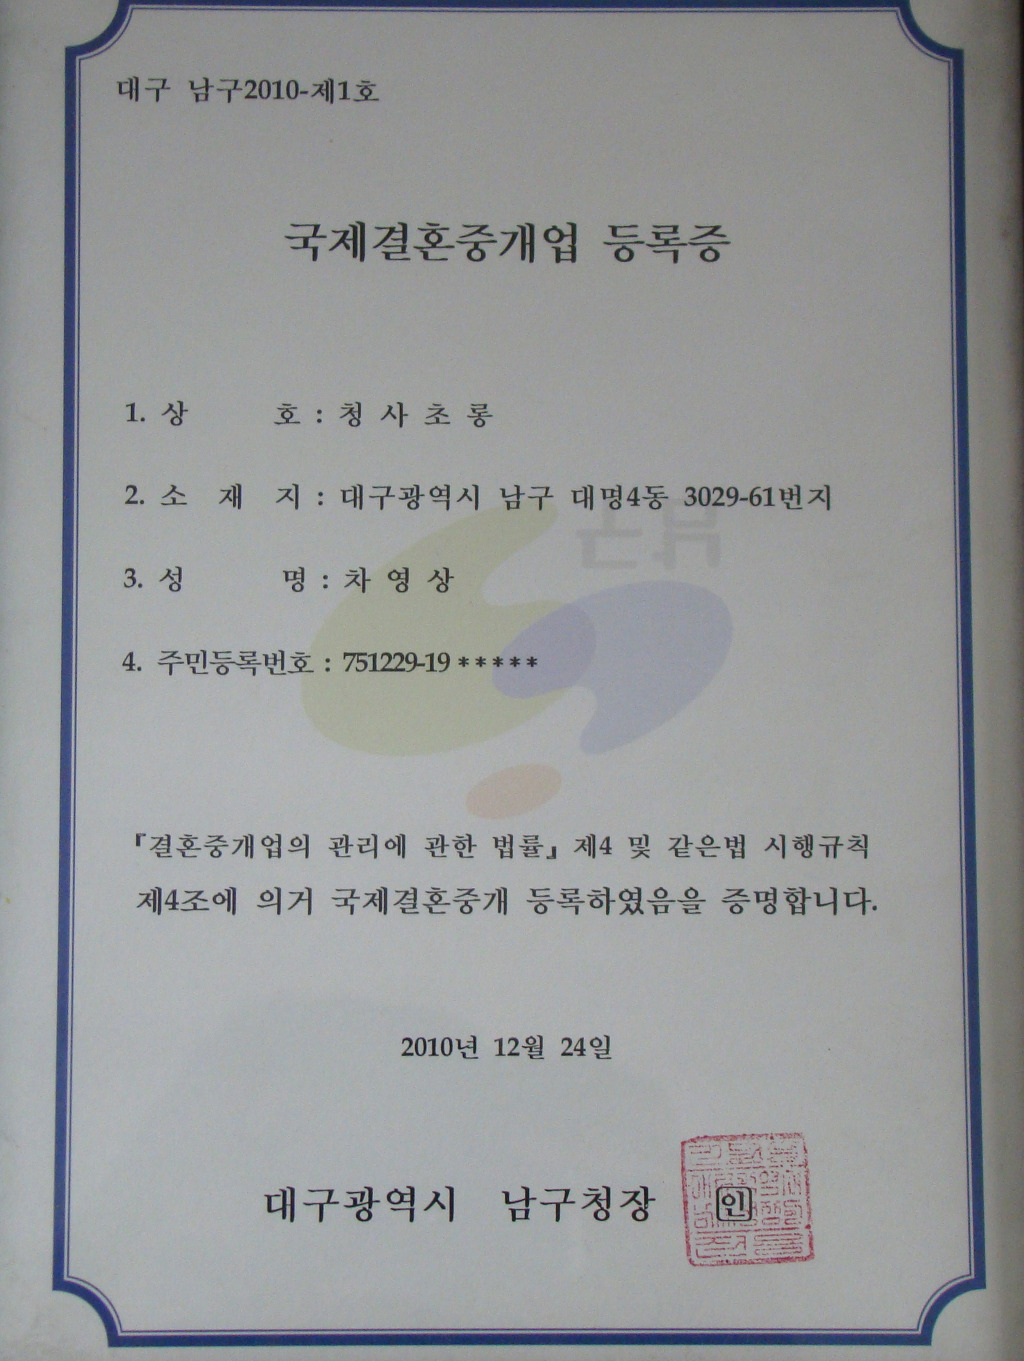 대구 남구2010-제1호
국제결혼중개업 등록증
1. 상 호 : 청 사 초 롱
2. 소 재 지 : 대구광역시 남구 대명4동 3029-61번지
3. 성 명 : 차 영 상
4. 주민등록번호 : 751229-19*****
『결혼중개업의 관리에 관한 법률』 제4 및 같은법 시행규칙
제4조에 의거 국제결혼중개 등록하였음을 증명합니다.
2010년 12월 24일
대구광역시 남구청장 인